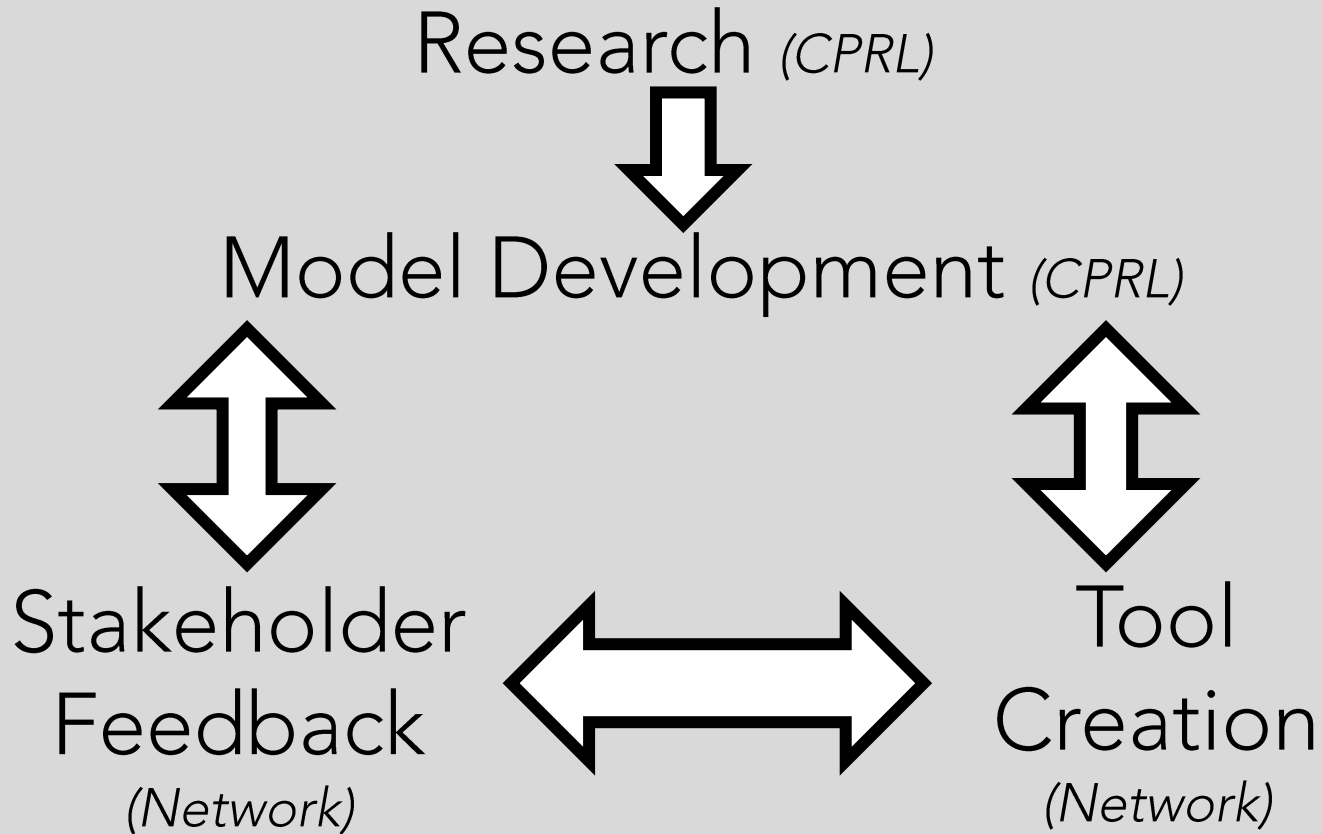 Research (CPRL)
Model Development (CPRL)
Stakeholder
Feedback
(Network)
Tool
Creation
(Network)